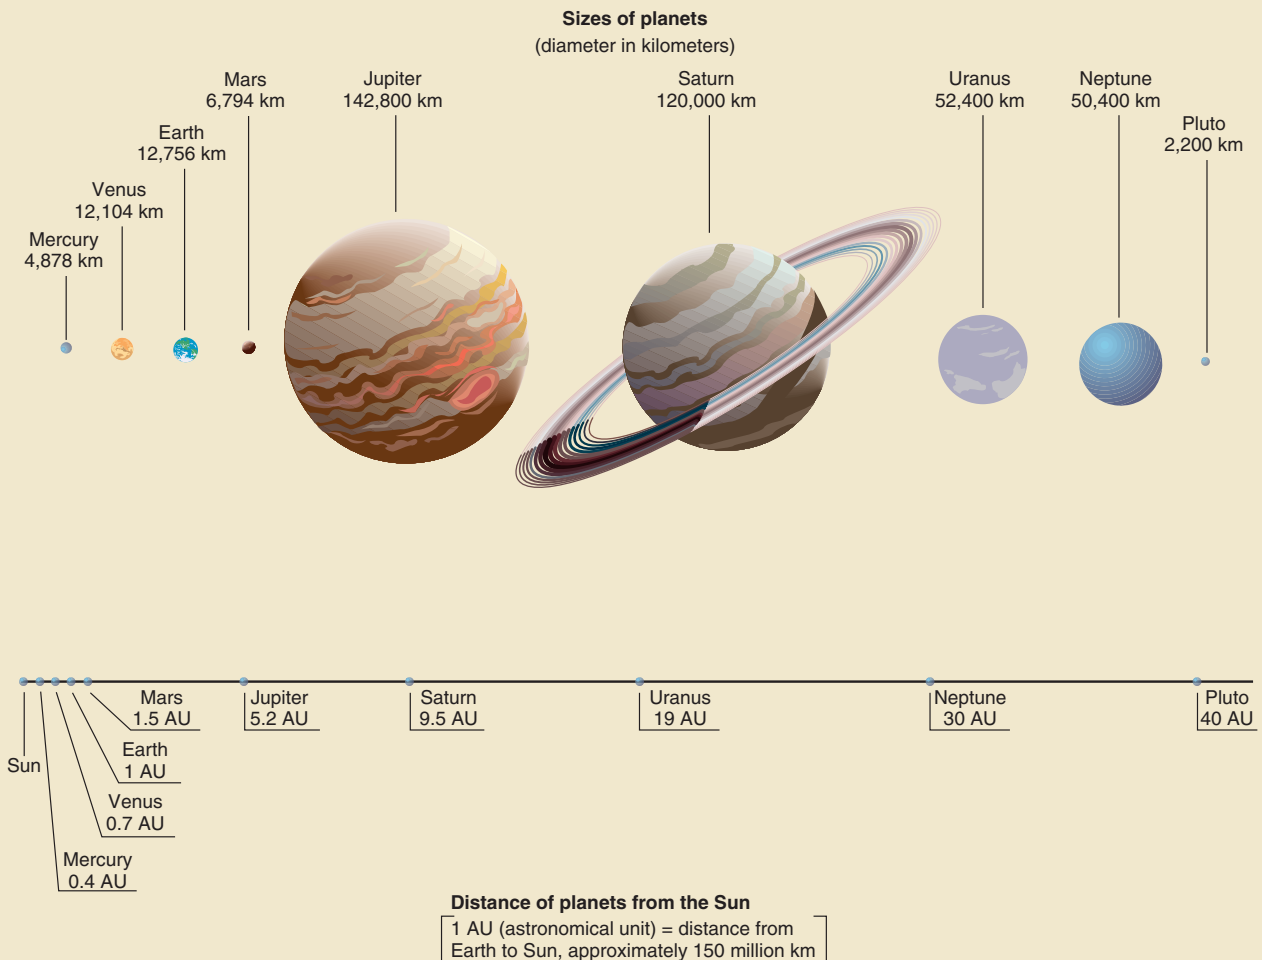 Sizes of planets
(diameter in kilometers)
Mercury
4,878 km
Venus
12,104 km
Earth
12,756 km
Mars
6,794 km
Jupiter
142,800 km
Saturn
120,000 km
Uranus
52,400 km
Neptune
50,400 km
Pluto
2,200 km
Sun
Mercury
0.4 AU
Venus
0.7 AU
Earth
1 AU
Mars
1.5 AU
Jupiter
5.2 AU
Saturn
9.5 AU
Uranus
19 AU
Neptune
30 AU
Pluto
40 AU
Distance of planets from the Sun
1 AU (astronomical unit) = distance from
Earth to Sun, approximately 150 million km